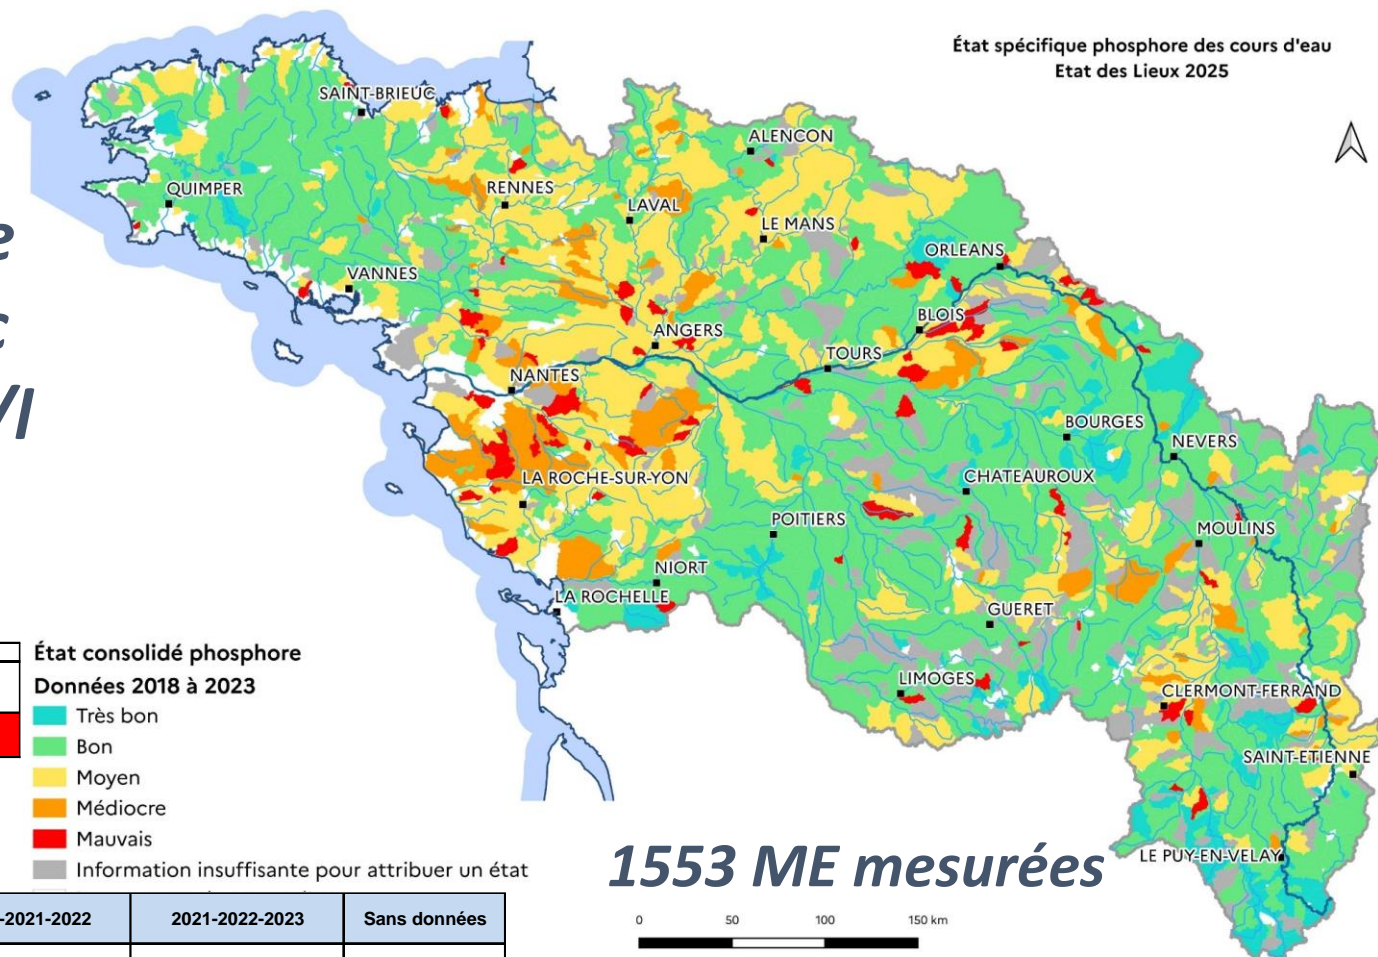 État spécifique phosphore des cours d'eau
Etat des Lieux 2025
SAINT-BRIEUC
ALENCON
QUIMPER
RENNES
LAVAL
LE MANS
ORLEANS
VANNES
BLOIS
ANGERS
TOURS
NANTES
BOURGES
NEVERS
LA ROCHE-SUR-YON
CHATEAUROUX
POITIERS
MOULINS
NIORT
LA ROCHELLE
GUERET
LIMOGES
CLERMONT-FERRAND
SAINT-ETIENNE
LE PUY-EN-VELAY
e
c
/l
État consolidé phosphore
Données 2018 à 2023
Très bon
Bon
Moyen
Médiocre
Mauvais
Information insuffisante pour attribuer un état
1553 ME mesurées
0 50 100 150 km
-2021-2022 2021-2022-2023 Sans données